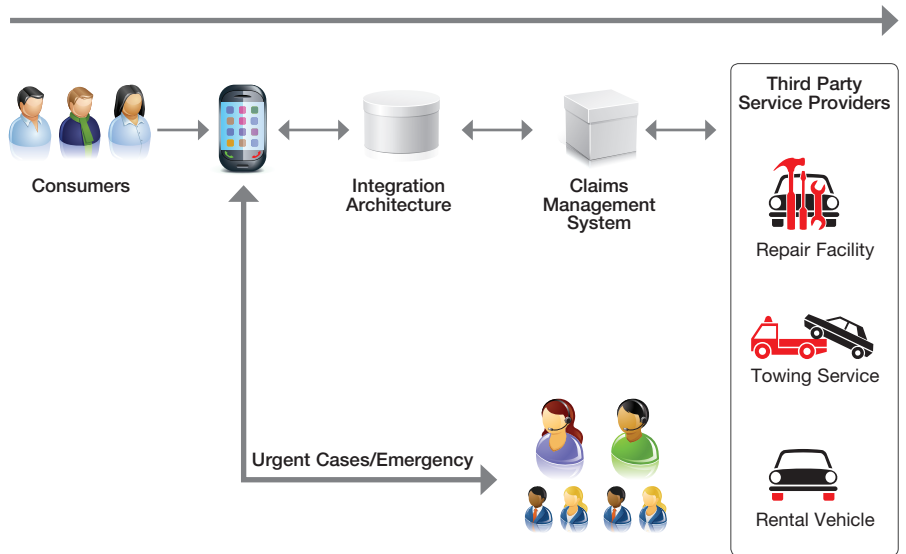 Third Party
Service Providers
Consumers
Integration
Architecture
Claims
Management
System
Repair Facility
Towing Service
Urgent Cases/Emergency
Rental Vehicle